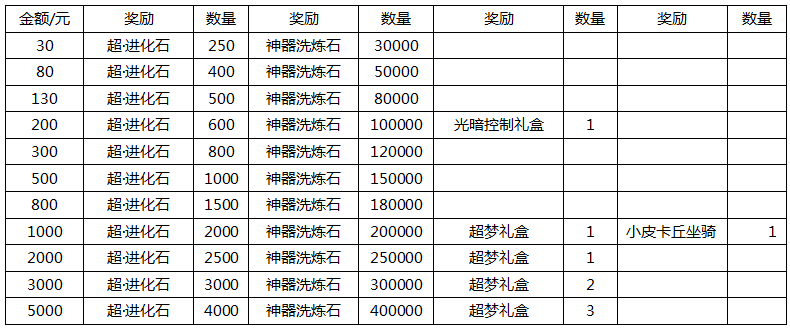 金额/元 奖励 数量 奖励 数量 奖励 数量 奖励 数量
30 超·进化石 250 神器洗炼石 30000
80 超·进化石 400 神器洗炼石 50000
130 超·进化石 500 神器洗炼石 80000
200 超·进化石 600 神器洗炼石 100000 光暗控制礼盒 1
300 超·进化石 800 神器洗炼石 120000
500 超·进化石 1000 神器洗炼石 150000
800 超·进化石 1500 神器洗炼石 180000
1000 超·进化石 2000 神器洗炼石 200000 超梦礼盒 1 小皮卡丘坐骑 1
2000 超·进化石 2500 神器洗炼石 250000 超梦礼盒 1
3000 超·进化石 3000 神器洗炼石 300000 超梦礼盒 2
5000 超·进化石 4000 神器洗炼石 400000 超梦礼盒 3